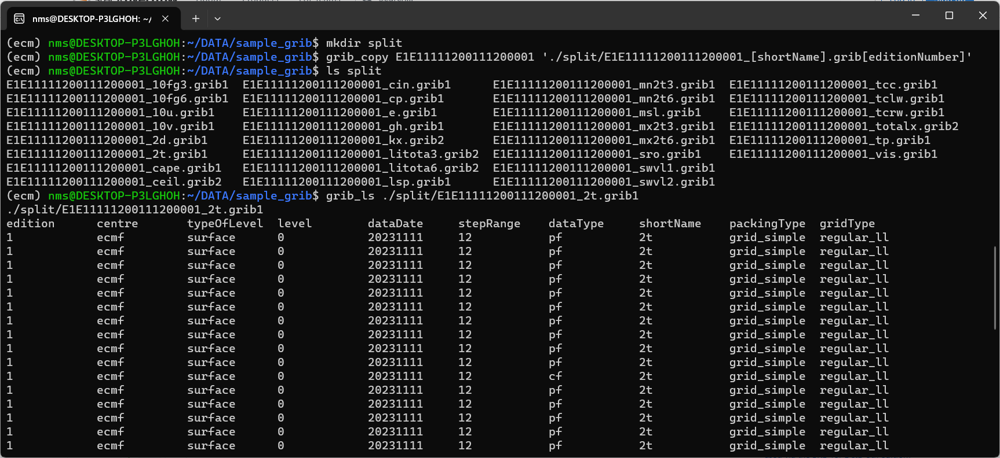 nms@DESKTOP-P3LGHOH: ~/
(ecm) nms@DESKTOP-P3LGHOH:~/DATA/sample_grib$ mkdir split
(ecm) nms@DESKTOP-P3LGHOH:~/DATA/sample_grib$ grib_copy E1E11111200111200001 './split/E1E11111200111200001_[shortName].grib[editionNumber]'
(ecm) nms@DESKTOP-P3LGHOH:~/DATA/sample_grib$ ls split
E1E11111200111200001_10fg3.grib1 E1E11111200111200001_cin.grib1 E1E11111200111200001_mn2t3.grib1 E1E11111200111200001_tcc.grib1
E1E11111200111200001_10fg6.grib1 E1E11111200111200001_cp.grib1 E1E11111200111200001_mn2t6.grib1 E1E11111200111200001_tclw.grib1
E1E11111200111200001_10u.grib1 E1E11111200111200001_e.grib1 E1E11111200111200001_msl.grib1 E1E11111200111200001_tcrw.grib1
E1E11111200111200001_10v.grib1 E1E11111200111200001_gh.grib1 E1E11111200111200001_mx2t3.grib1 E1E11111200111200001_totalx.grib2
E1E11111200111200001_2d.grib1 E1E11111200111200001_kx.grib2 E1E11111200111200001_mx2t6.grib1 E1E11111200111200001_tp.grib1
E1E11111200111200001_2t.grib1 E1E11111200111200001_litota3.grib2 E1E11111200111200001_sro.grib1 E1E11111200111200001_vis.grib1
E1E11111200111200001_cape.grib1 E1E11111200111200001_litota6.grib2 E1E11111200111200001_swvl1.grib1
E1E11111200111200001_ceil.grib2 E1E11111200111200001_lsp.grib1 E1E11111200111200001_swvl2.grib1
(ecm) nms@DESKTOP-P3LGHOH:~/DATA/sample_grib$ grib_ls ./split/E1E11111200111200001_2t.grib1
./split/E1E11111200111200001_2t.grib1
edition centre typeOfLevel level dataDate stepRange dataType shortName packingType gridType
1 ecmf surface 0 20231111 12 pf 2t grid_simple regular_ll
1 ecmf surface 0 20231111 12 pf 2t grid_simple regular_ll
1 ecmf surface 0 20231111 12 pf 2t grid_simple regular_ll
1 ecmf surface 0 20231111 12 pf 2t grid_simple regular_ll
1 ecmf surface 0 20231111 12 pf 2t grid_simple regular_ll
1 ecmf surface 0 20231111 12 pf 2t grid_simple regular_ll
1 ecmf surface 0 20231111 12 pf 2t grid_simple regular_ll
1 ecmf surface 0 20231111 12 pf 2t grid_simple regular_ll
1 ecmf surface 0 20231111 12 pf 2t grid_simple regular_ll
1 ecmf surface 0 20231111 12 pf 2t grid_simple regular_ll
1 ecmf surface 0 20231111 12 cf 2t grid_simple regular_ll
1 ecmf surface 0 20231111 12 pf 2t grid_simple regular_ll
1 ecmf surface 0 20231111 12 pf 2t grid_simple regular_ll
1 ecmf surface 0 20231111 12 pf 2t grid_simple regular_ll
1 ecmf surface 0 20231111 12 pf 2t grid_simple regular_ll
1 ecmf surface 0 20231111 12 pf 2t grid_simple regular_ll